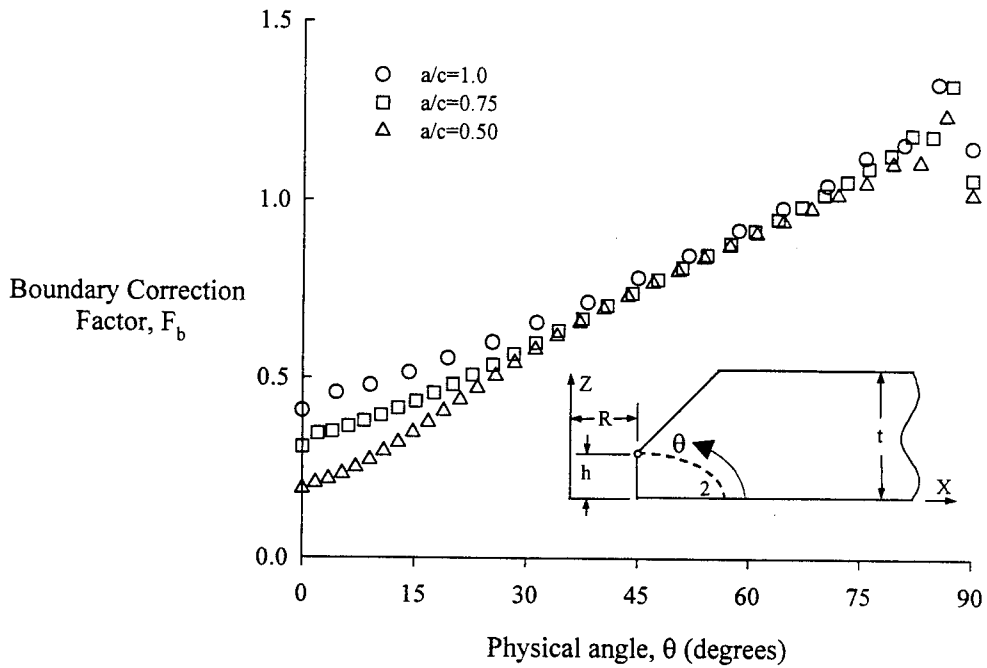 1.5
a/c=1.0
a/c=0.75
a/c=0.50
1.0
Boundary Correction
Factor, F_b
0.5
0.0
Z
R
h
θ
2
t
X
0 15 30 45 60 75 90
Physical angle, θ (degrees)